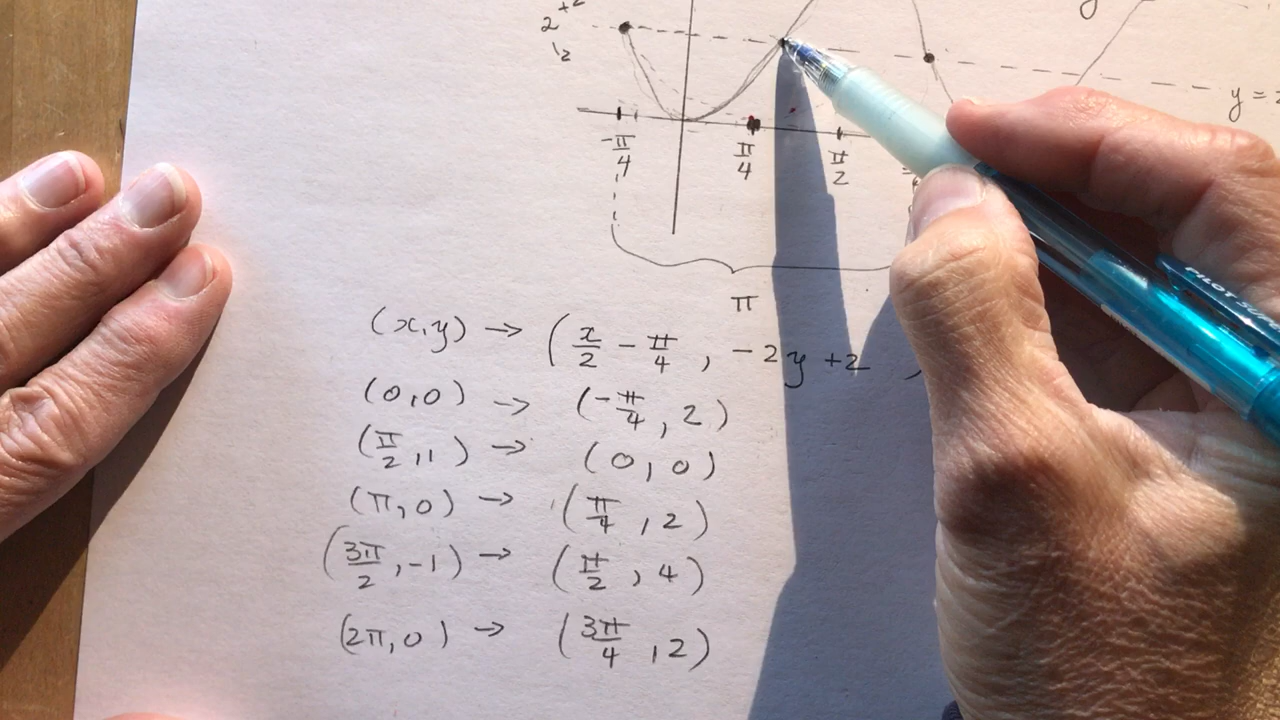 2
y
1/2
y =
-π/4 π/4 π/2
π
(x,y) → (x/2 - π/4 , -2y +2 )
(0,0) → (-π/4, 2)
(π/2, 1) → (0, 0)
(π, 0) → (π/4 , 2)
(3π/2, -1) → (π/2 , 4)
(2π, 0) → (3π/4 , 2)
PILOT